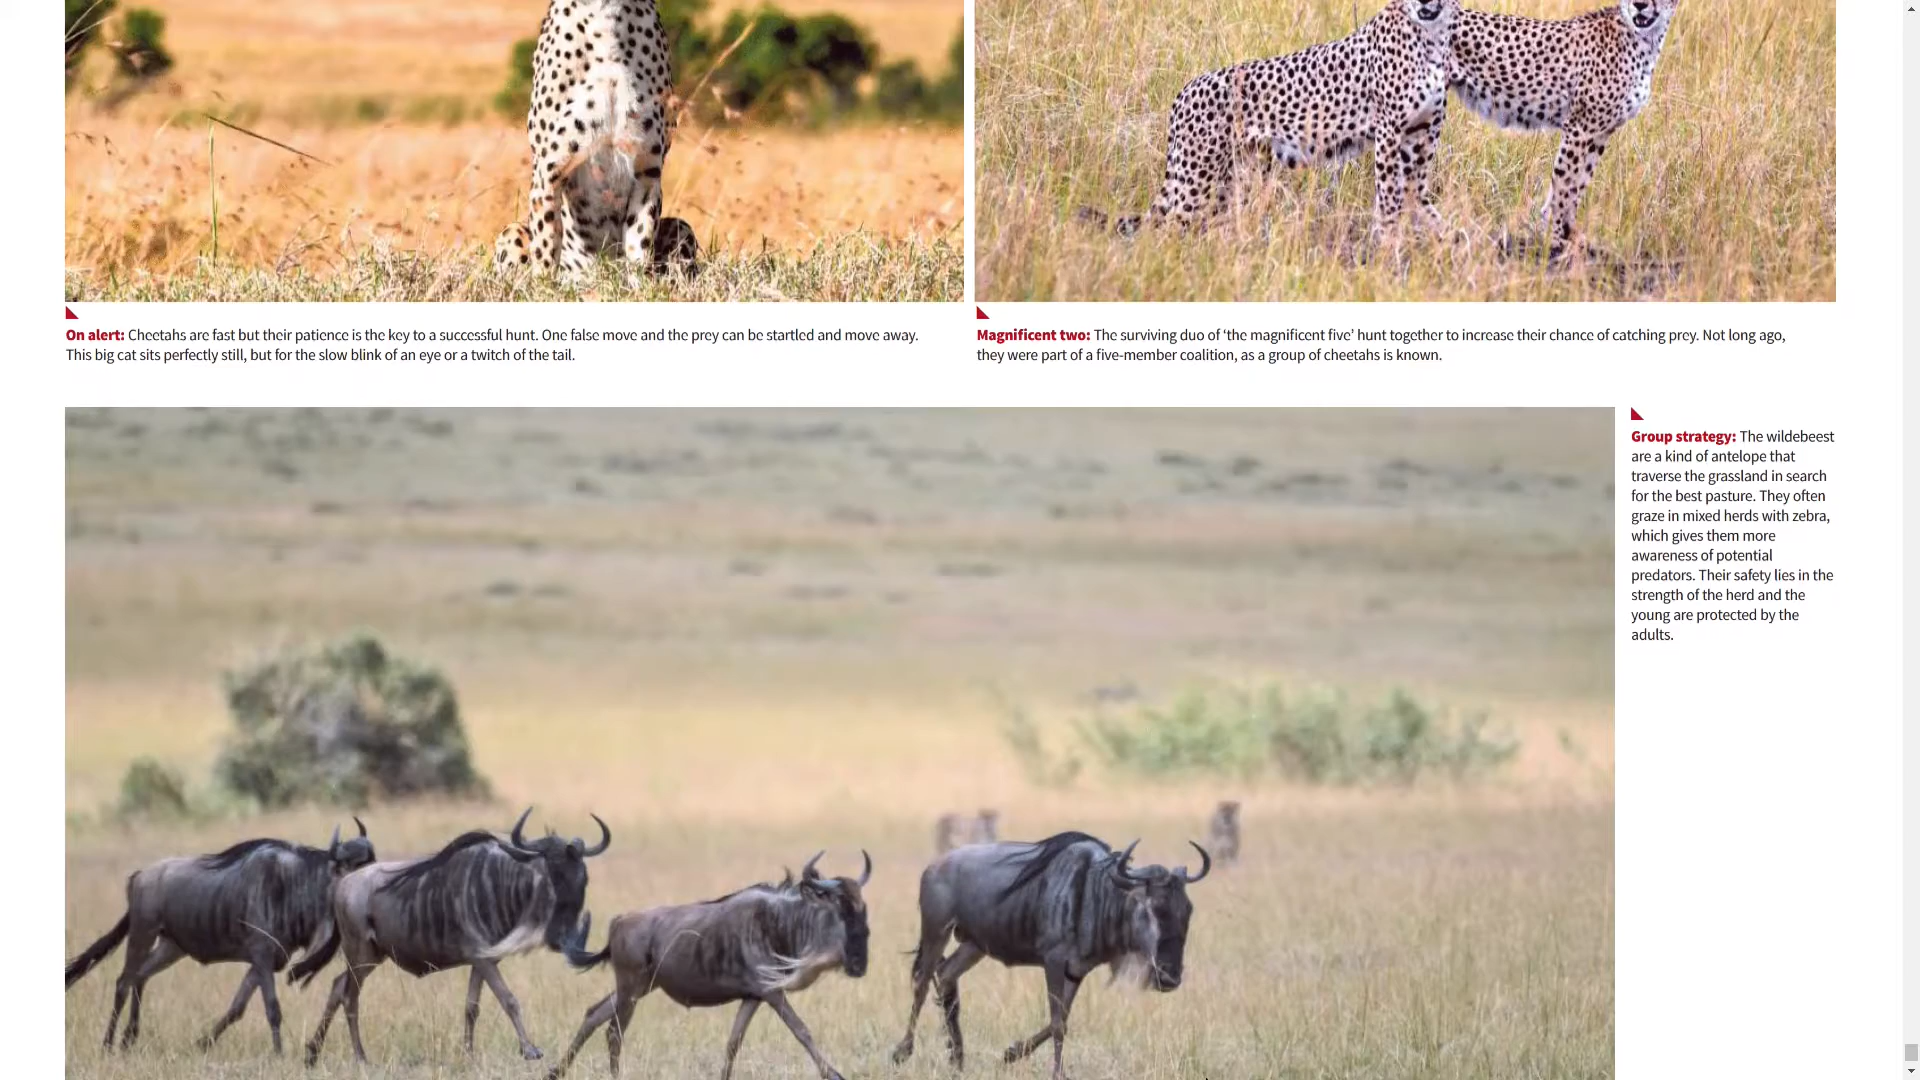 On alert: Cheetahs are fast but their patience is the key to a successful hunt. One false move and the prey can be startled and move away.
This big cat sits perfectly still, but for the slow blink of an eye or a twitch of the tail.
Magnificent two: The surviving duo of ‘the magnificent five’ hunt together to increase their chance of catching prey. Not long ago,
they were part of a five-member coalition, as a group of cheetahs is known.
Group strategy: The wildebeest
are a kind of antelope that
traverse the grassland in search
for the best pasture. They often
graze in mixed herds with zebra,
which gives them more
awareness of potential
predators. Their safety lies in the
strength of the herd and the
young are protected by the
adults.